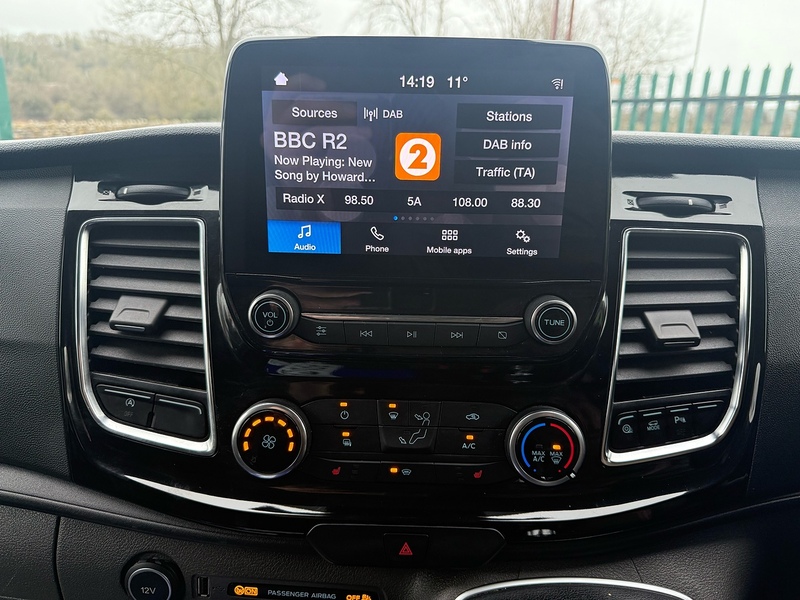 14:19 11°
Sources DAB Stations
BBC R2
Now Playing: New
Song by Howard...
2
DAB info
Traffic (TA)
Radio X 98.50 5A 108.00 88.30
Audio Phone Mobile apps Settings
VOL
TUNE
A/C
MAX A/C
MAX
MODE
P
A
12V
ON PASSENGER AIRBAG OFF